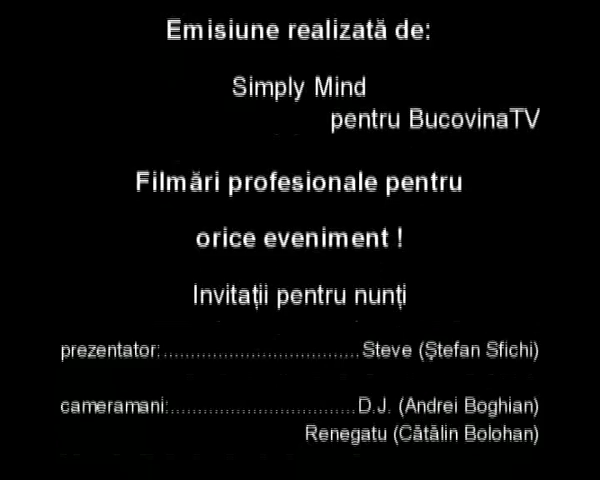 Emisiune realizată de:
Simply Mind
pentru BucovinaTV
Filmări profesionale pentru
orice eveniment !
Invitații pentru nunți
prezentator:....................................Steve (Ștefan Sfichi)
cameramani:..................................D.J. (Andrei Boghian)
Renegatu (Cătălin Bolohan)